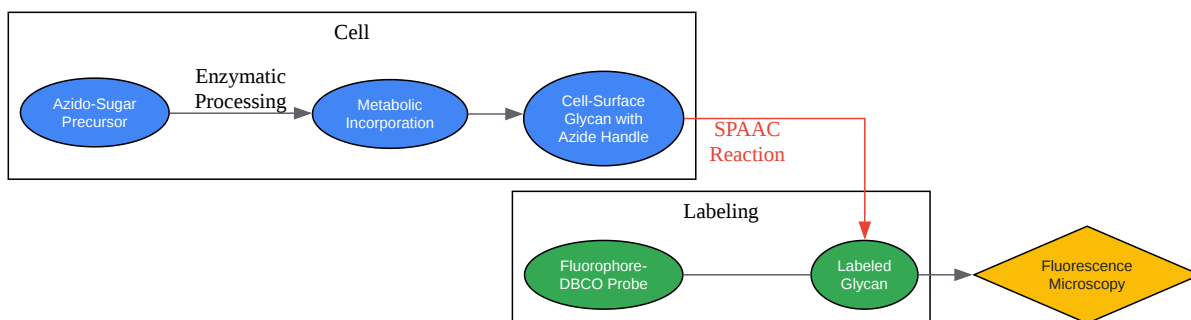 Cell
Azido-Sugar
Precursor
Enzymatic
Processing
Metabolic
Incorporation
Cell-Surface
Glycan with
Azide Handle
SPAAC
Reaction
Labeling
Fluorophore-
DBCO Probe
Labeled
Glycan
Fluorescence
Microscopy